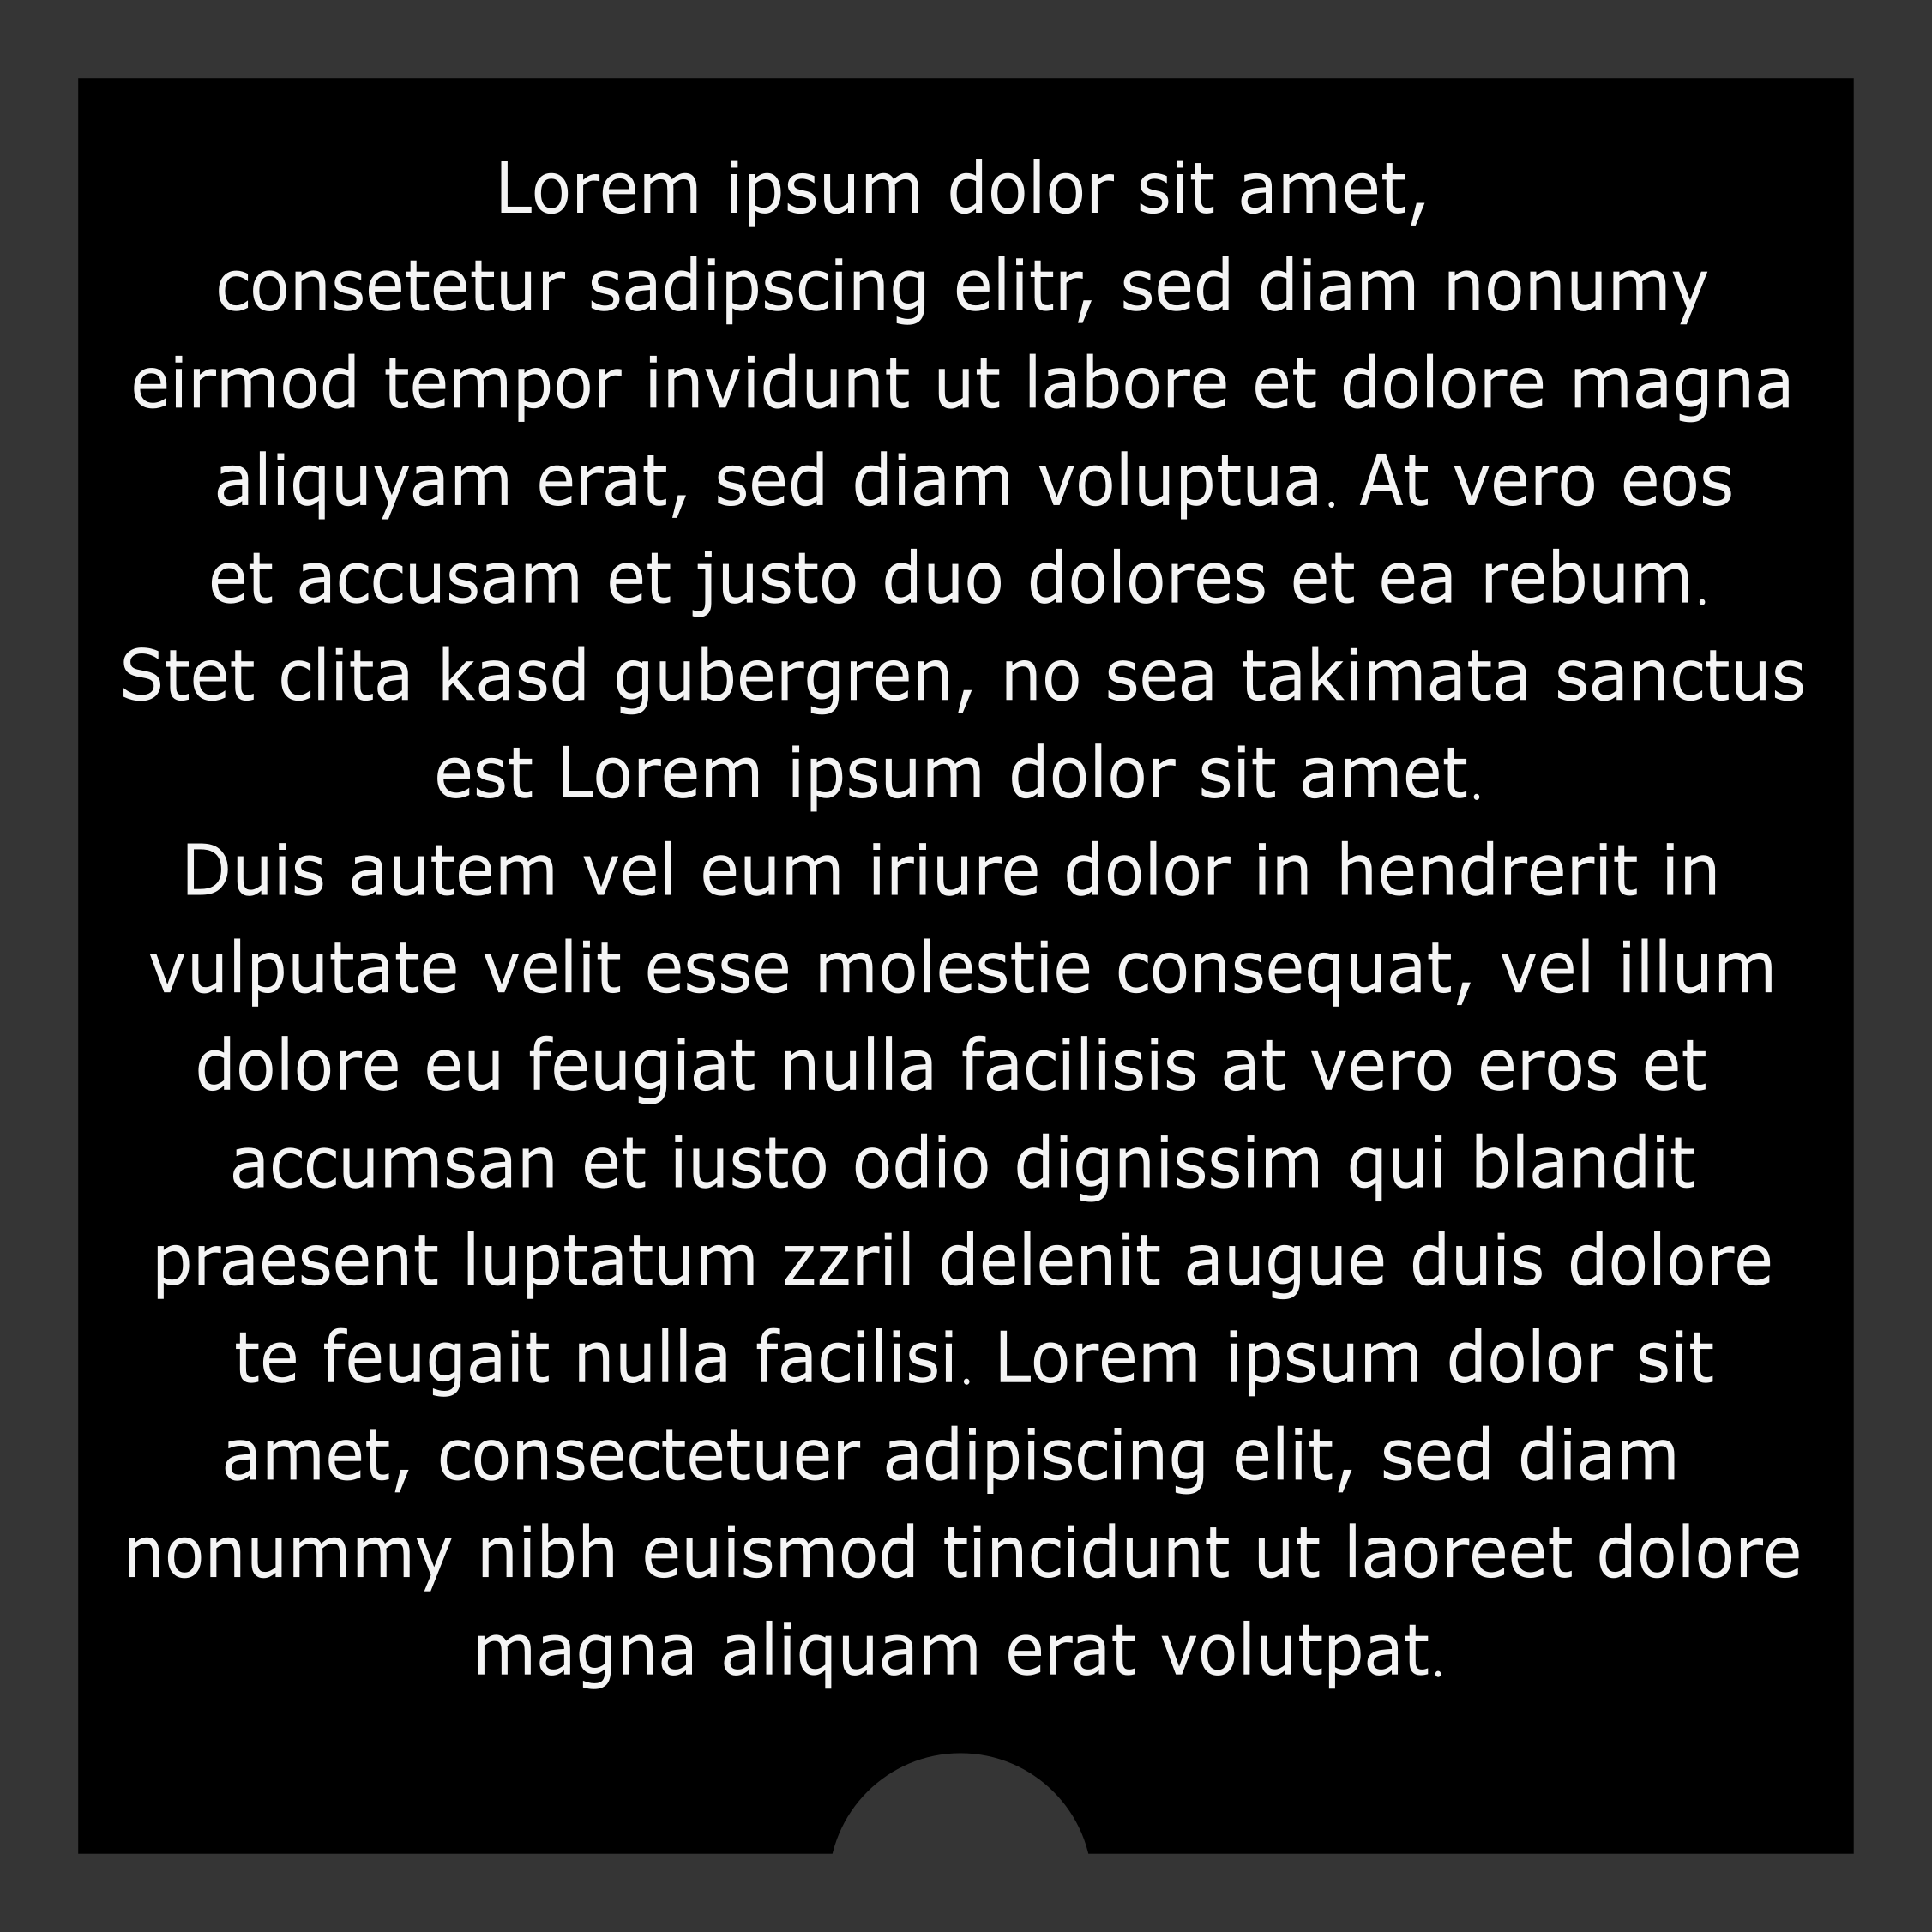 Lorem ipsum dolor sit amet,
consetetur sadipscing elitr, sed diam nonumy
eirmod tempor invidunt ut labore et dolore magna
aliquyam erat, sed diam voluptua. At vero eos
et accusam et justo duo dolores et ea rebum.
Stet clita kasd gubergren, no sea takimata sanctus
est Lorem ipsum dolor sit amet.
Duis autem vel eum iriure dolor in hendrerit in
vulputate velit esse molestie consequat, vel illum
dolore eu feugiat nulla facilisis at vero eros et
accumsan et iusto odio dignissim qui blandit
praesent luptatum zzril delenit augue duis dolore
te feugait nulla facilisi. Lorem ipsum dolor sit
amet, consectetuer adipiscing elit, sed diam
nonummy nibh euismod tincidunt ut laoreet dolore
magna aliquam erat volutpat.